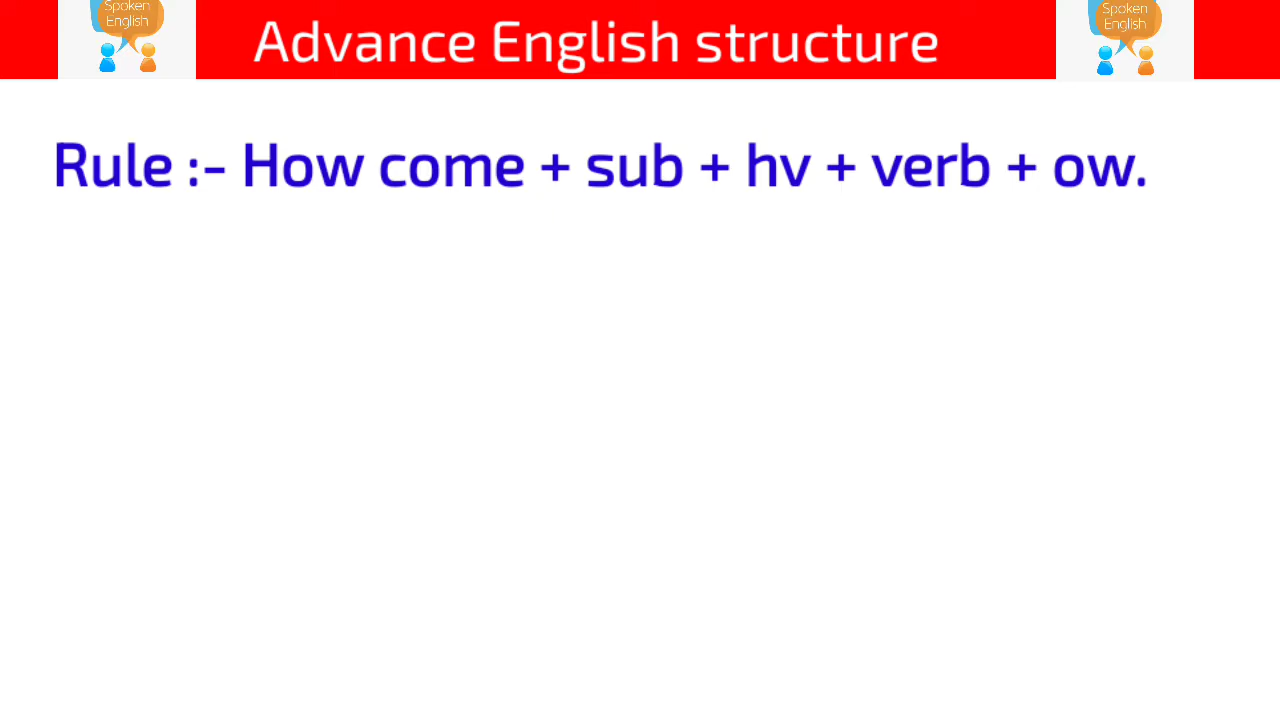 Spoken
English
Advance English structure
Spoken
English
Rule :- How come + sub + hv + verb + ow.